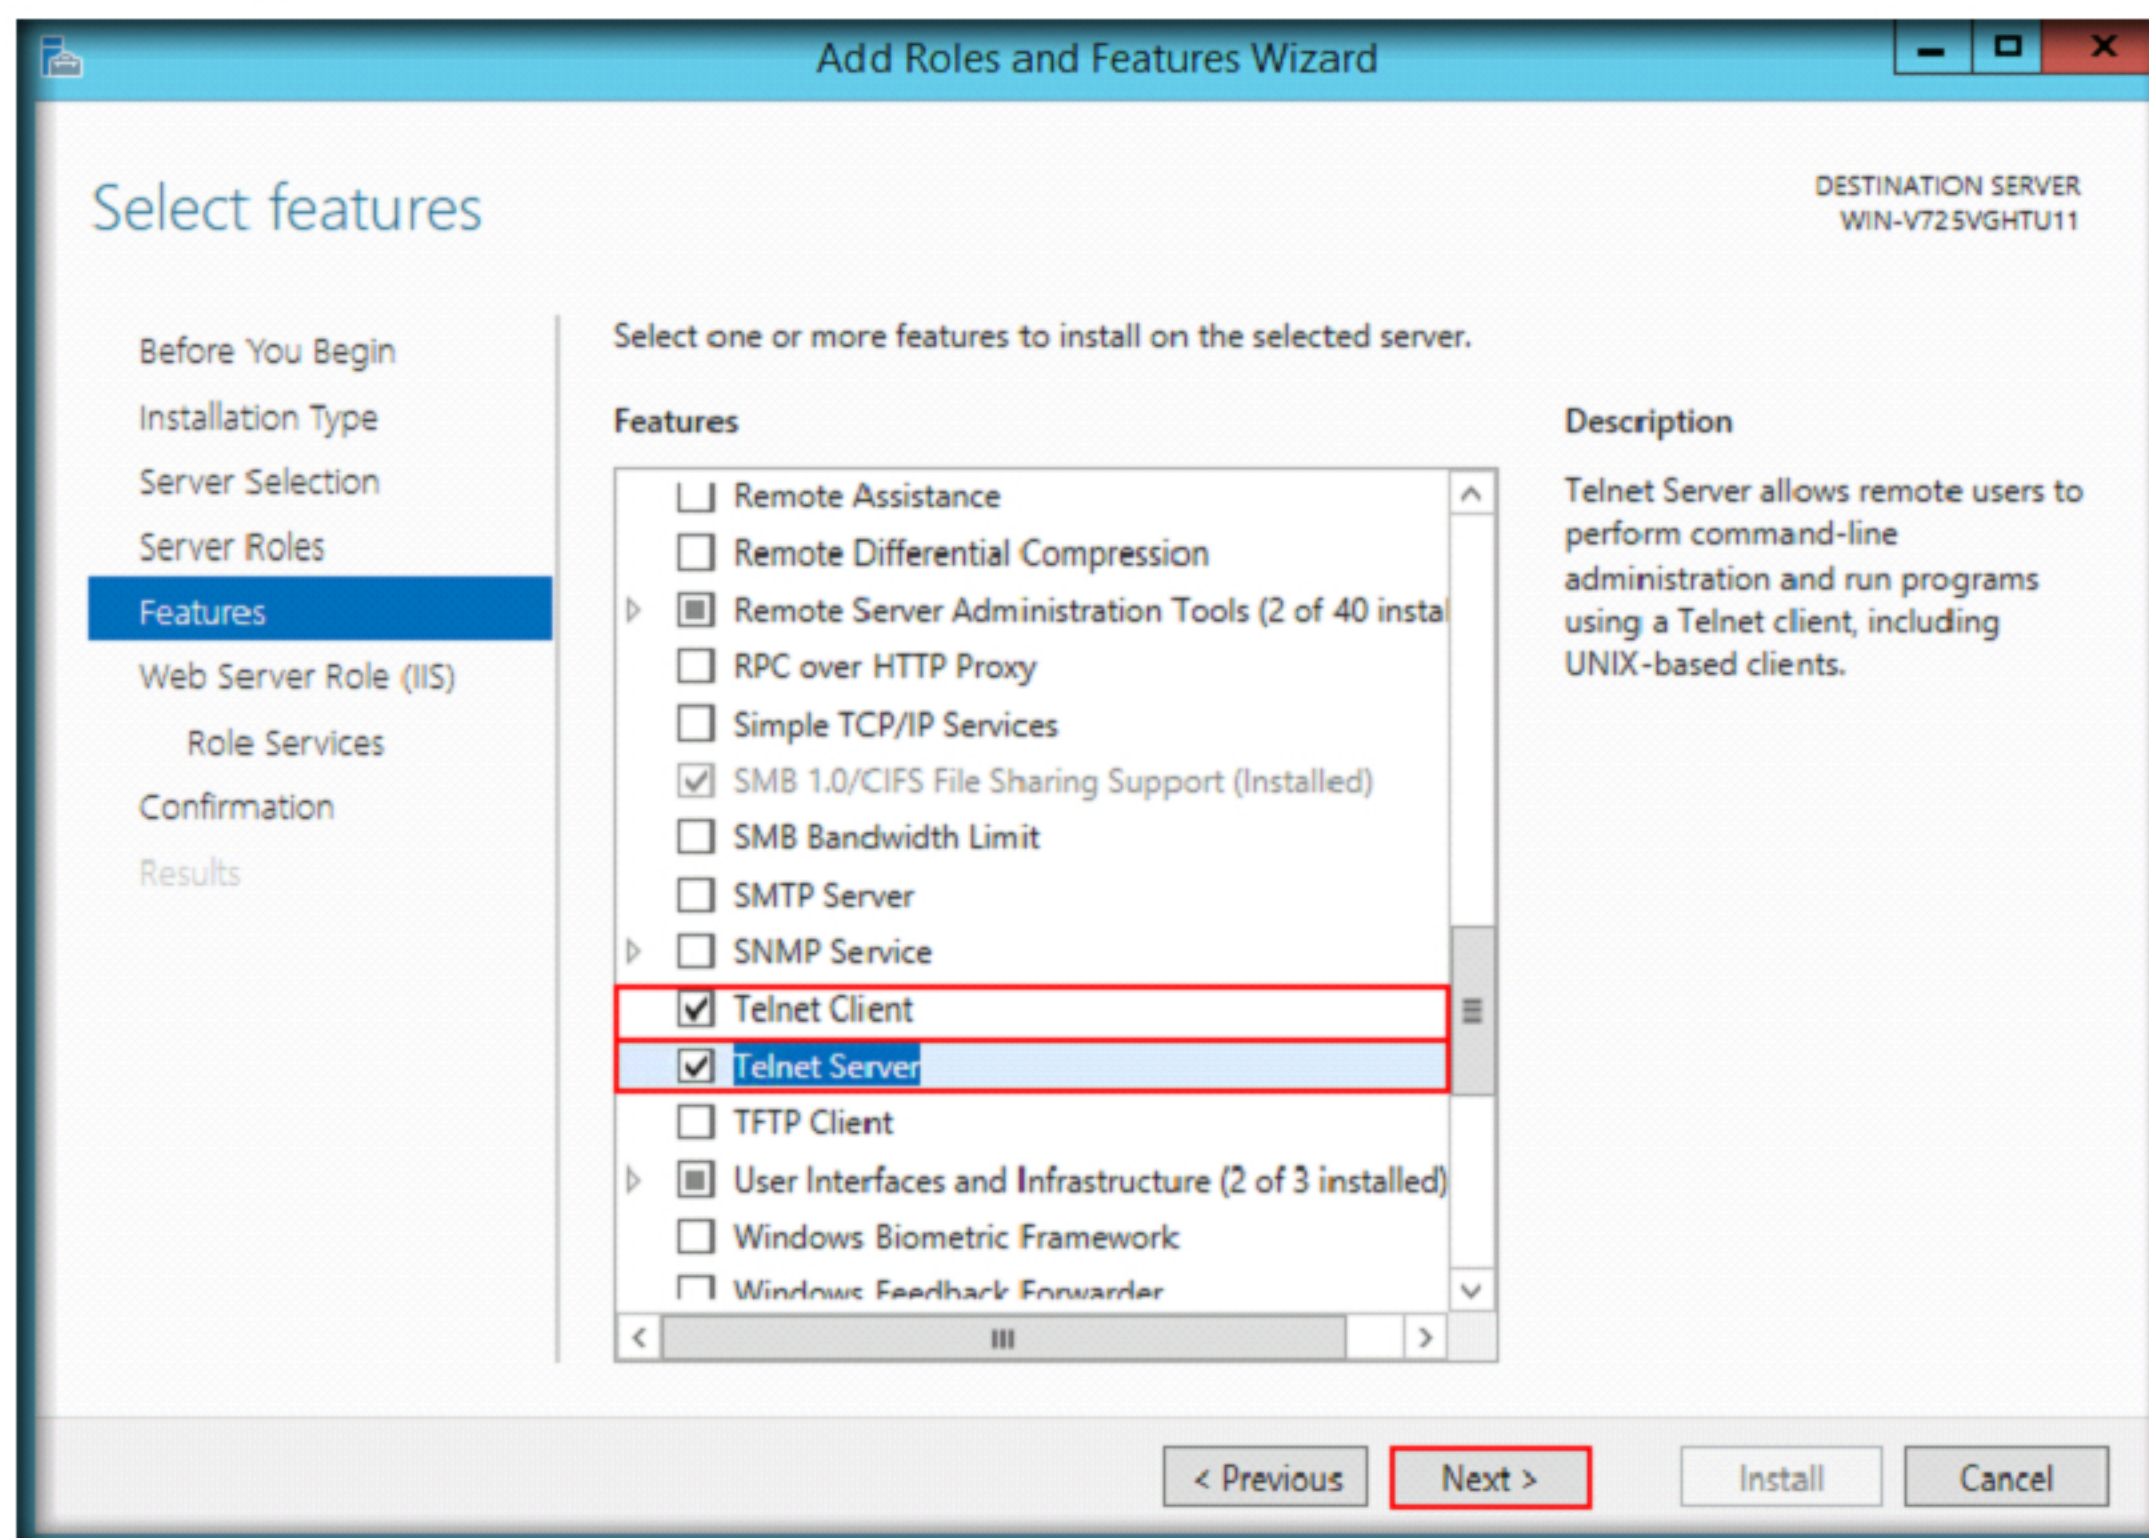 Add Roles and Features Wizard
Select features
DESTINATION SERVER
WIN-V725VGHTU11
Before You Begin
Installation Type
Server Selection
Server Roles
Features
Web Server Role (IIS)
Role Services
Confirmation
Results
Select one or more features to install on the selected server.
Features
Remote Assistance
Remote Differential Compression
Remote Server Administration Tools (2 of 40 instal
RPC over HTTP Proxy
Simple TCP/IP Services
SMB 1.0/CIFS File Sharing Support (Installed)
SMB Bandwidth Limit
SMTP Server
SNMP Service
Telnet Client
Telnet Server
TFTP Client
User Interfaces and Infrastructure (2 of 3 installed)
Windows Biometric Framework
Windows Feedback Forwarder
Description
Telnet Server allows remote users to
perform command-line
administration and run programs
using a Telnet client, including
UNIX-based clients.
< Previous
Next >
Install
Cancel